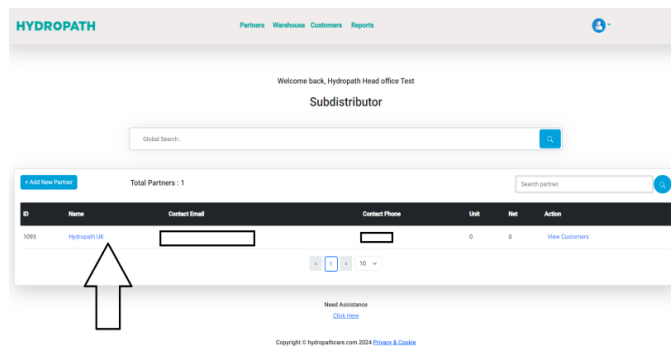 HYDROPATH
Partners Warehouse Customers Reports
Welcome back, Hydropath Head office Test
Subdistributor
Global Search..
+ Add New Partner
Total Partners : 1
Search partner.
ID Name Contact Email Contact Phone Unit Net Action
1093 Hydropath UK 0 8 View Customers
« 1 » 10
Need Assistance
Click Here
Copyright © hydropathcare.com 2024 Privacy & Cookie